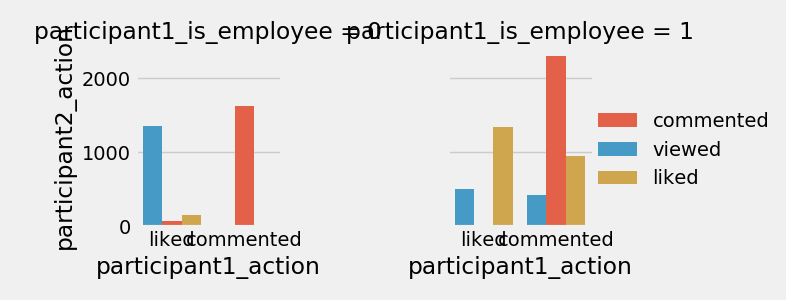 participant1_is_employee = 0
participant1_is_employee = 1
participant2_action
2000
1000
0
liked
commented
liked
commented
participant1_action
participant1_action
commented
viewed
liked